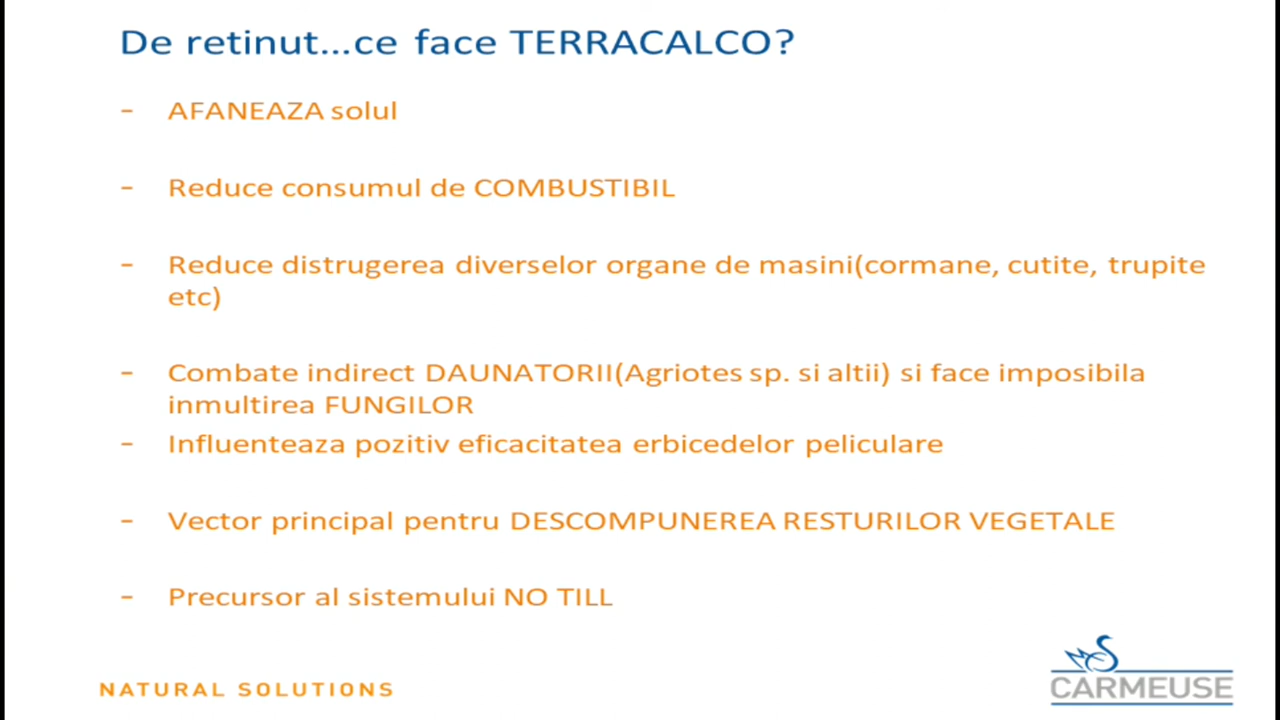 De retinut...ce face TERRACALCO?
- AFANEAZA solul
- Reduce consumul de COMBUSTIBIL
- Reduce distrugerea diverselor organe de masini(cormane, cutite, trupite
etc)
- Combate indirect DAUNATORII(Agriotes sp. si altii) si face imposibila
inmultirea FUNGILOR
- Influenteaza pozitiv eficacitatea erbicedelor peliculare
- Vector principal pentru DESCOMPUNEREA RESTURILOR VEGETALE
- Precursor al sistemului NO TILL
NATURAL SOLUTIONS
CARMEUSE